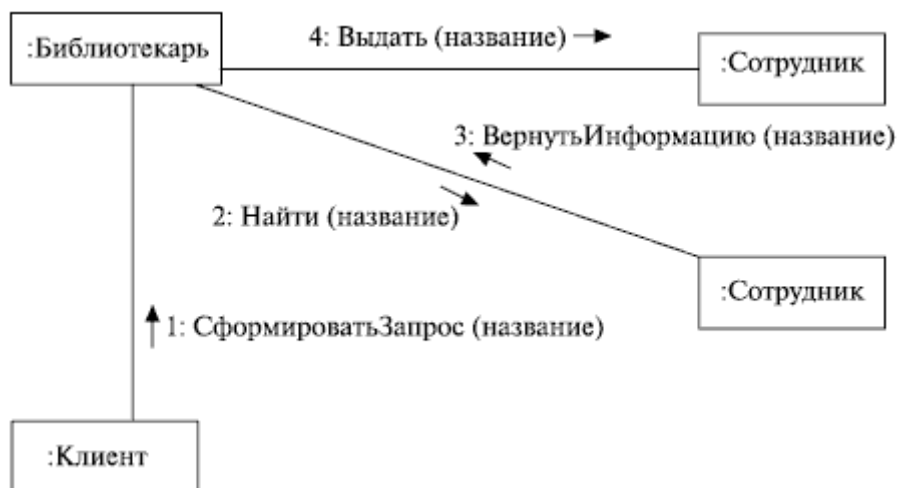 :Библиотекарь
4: Выдать (название)
:Сотрудник
3: ВернутьИнформацию (название)
2: Найти (название)
:Сотрудник
1: СформироватьЗапрос (название)
:Клиент